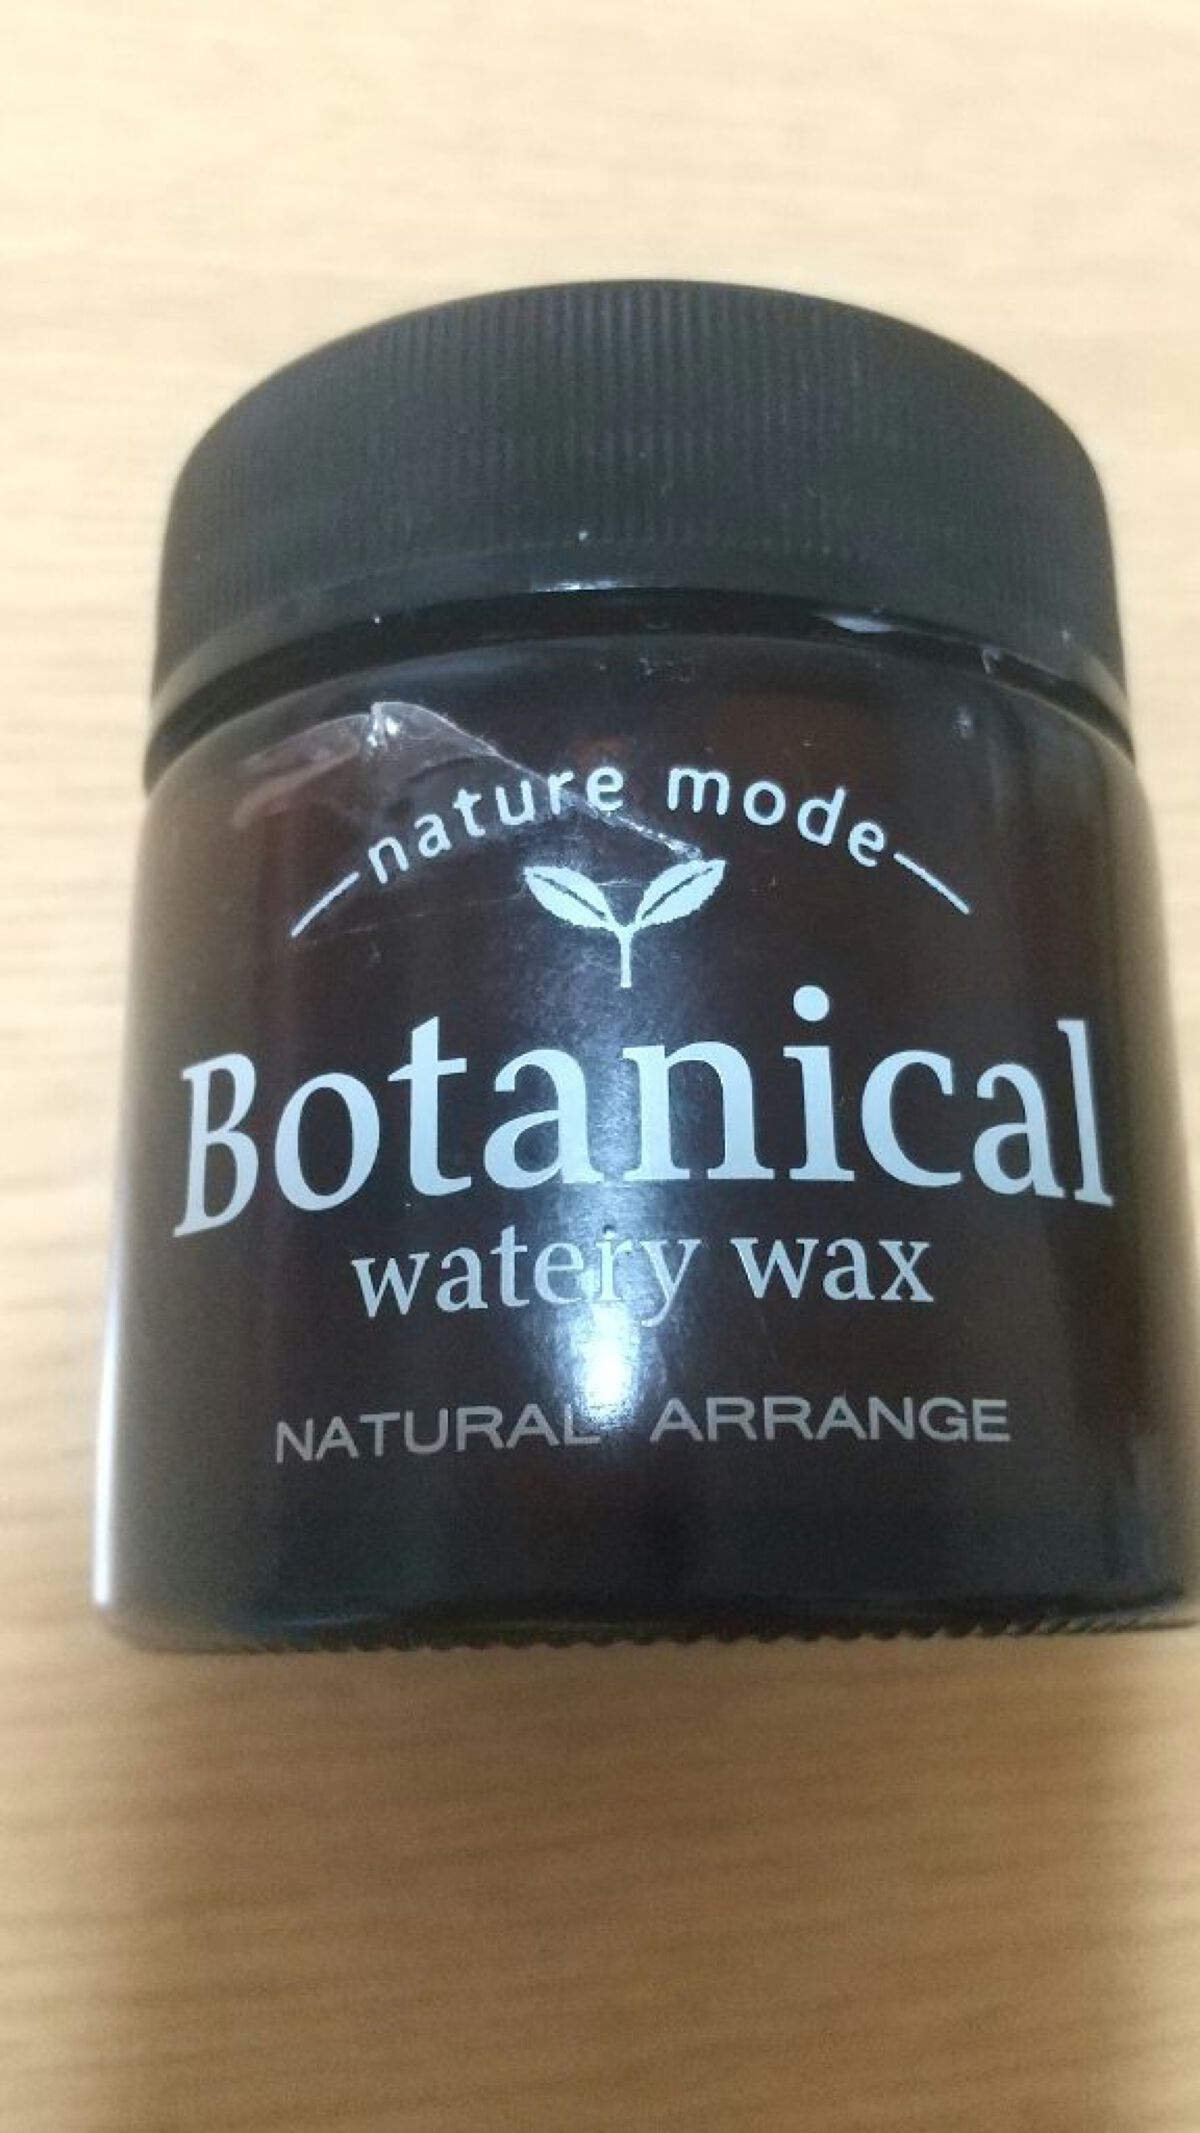 nature mode
Botanical
watery wax
NATURAL ARRANGE